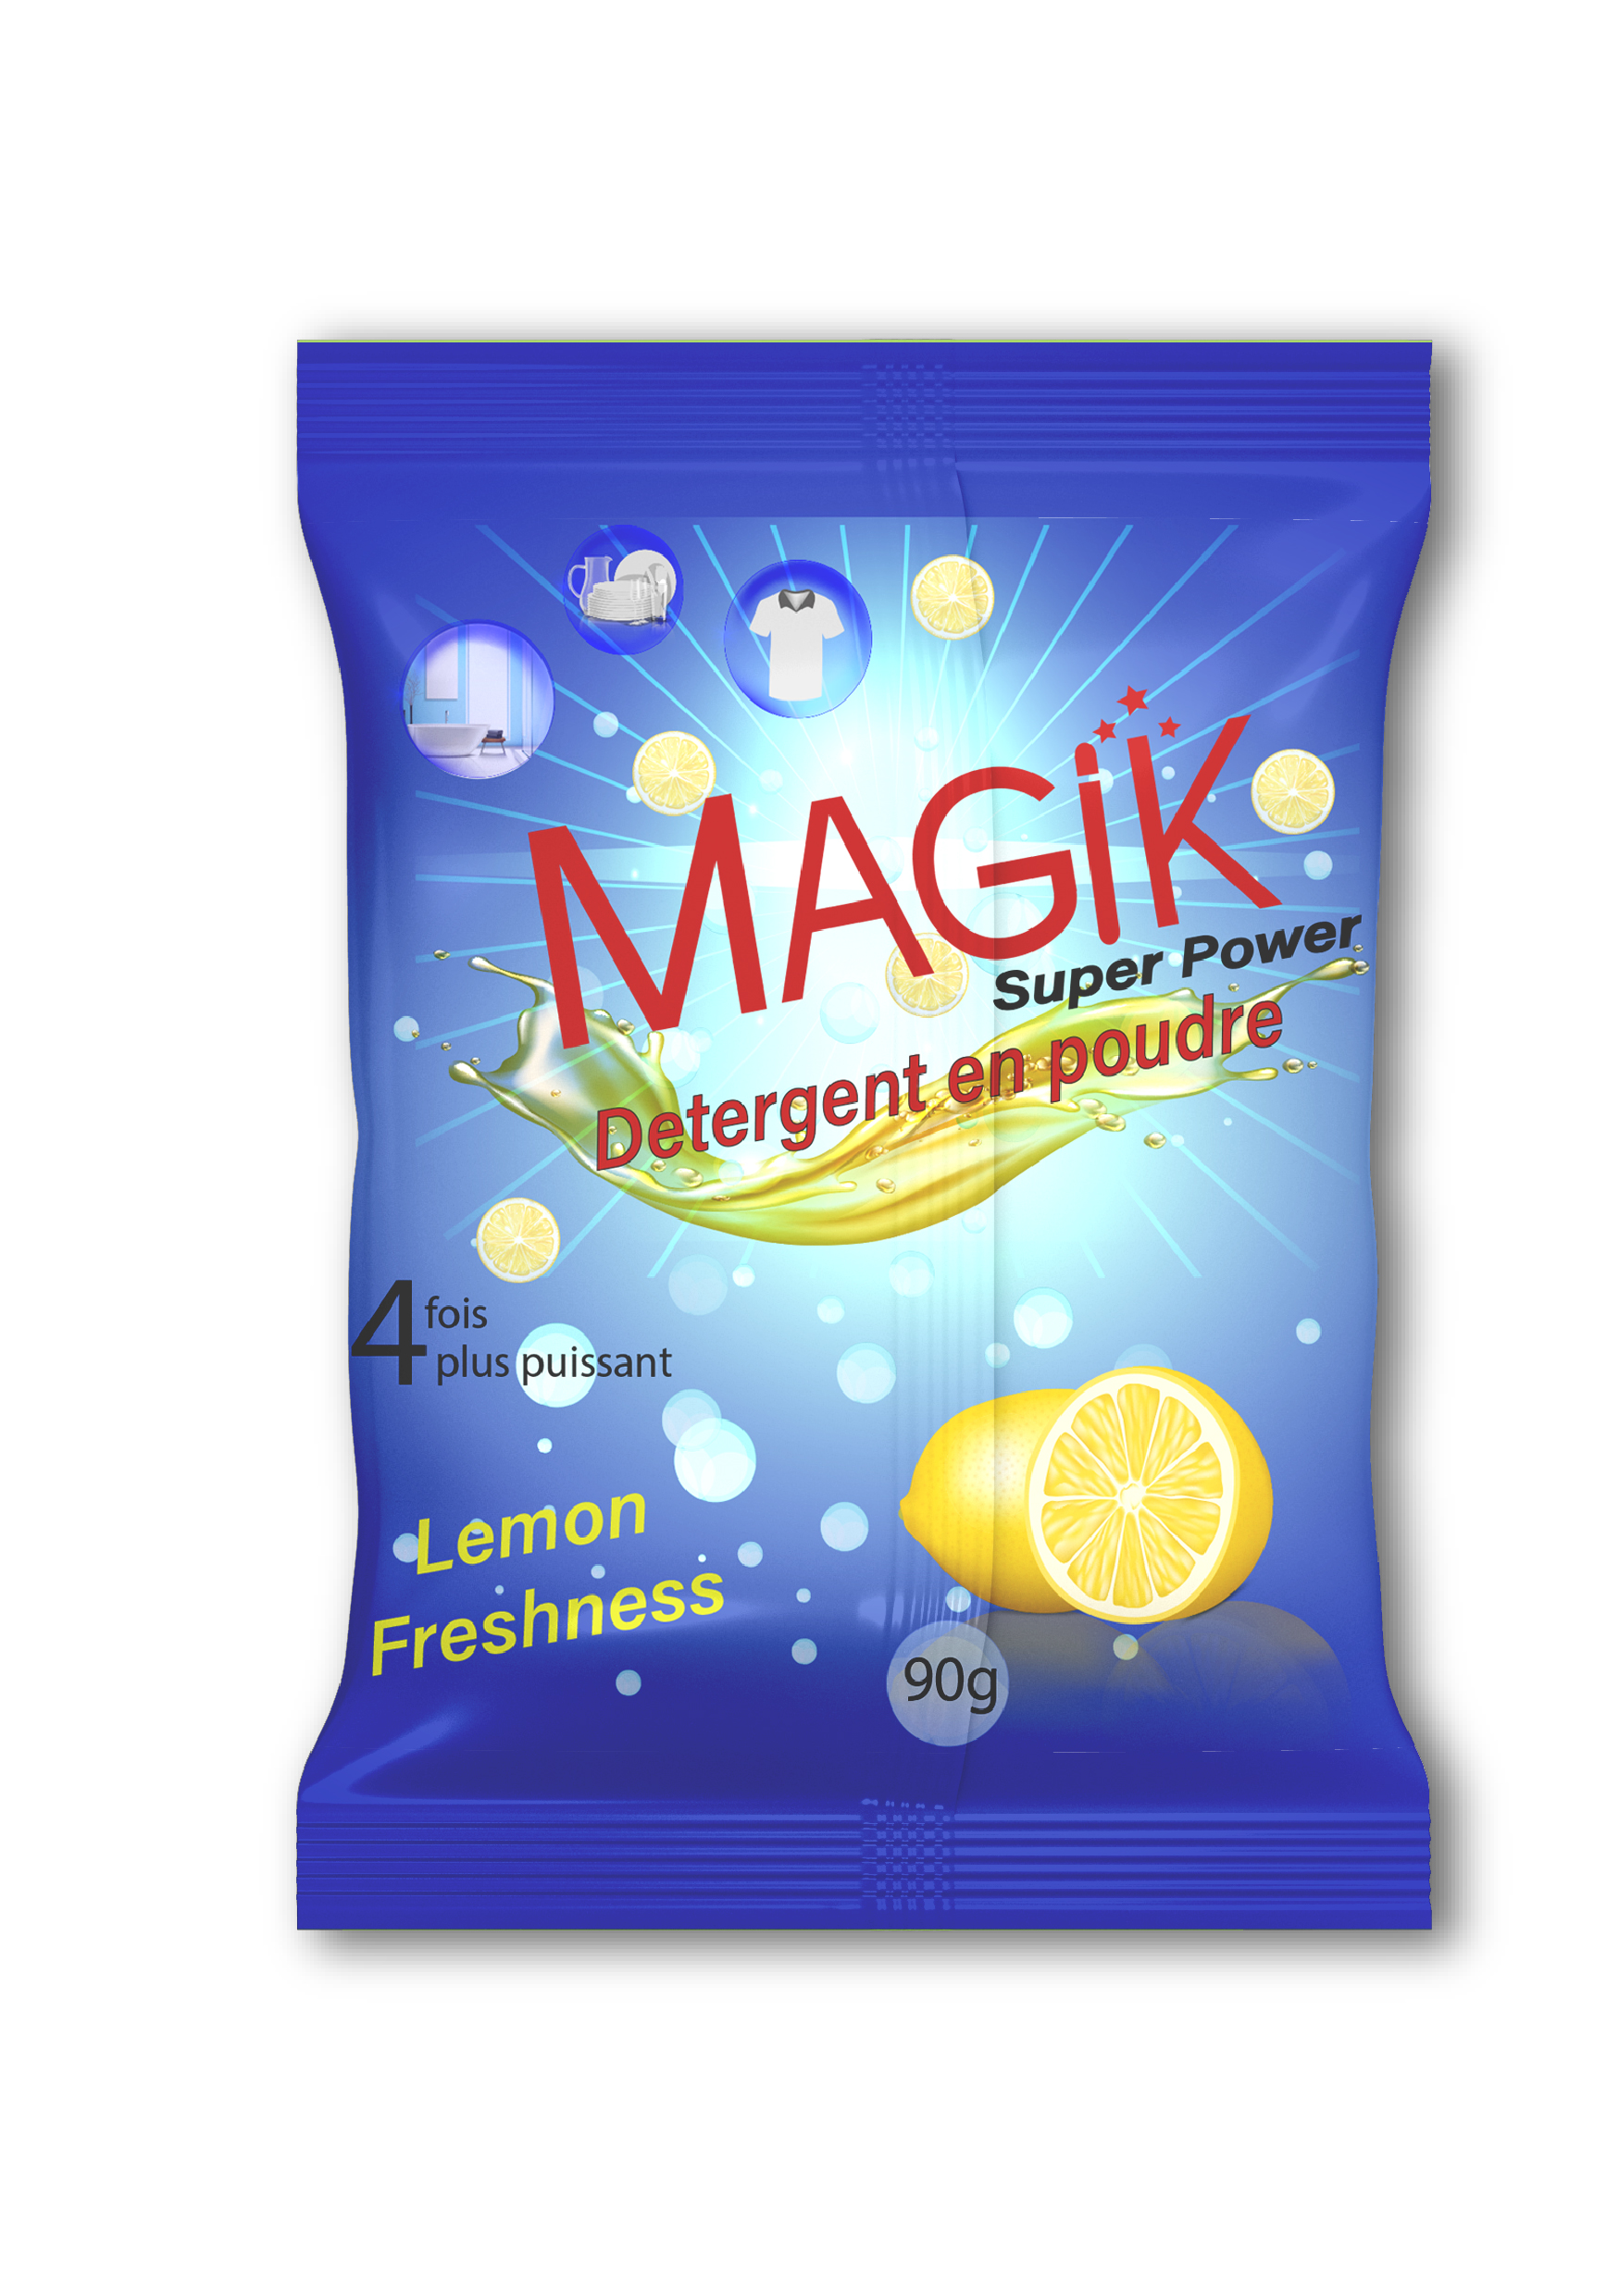 MAGiK
Super Power
Detergent en poudre
4 fois
plus puissant
Lemon
Freshness
90g